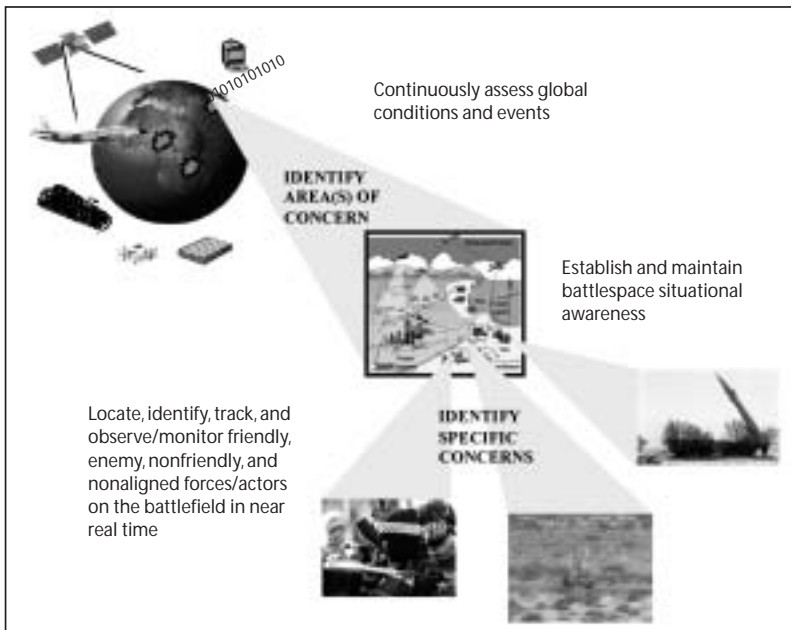 01010101010
Continuously assess global
conditions and events
IDENTIFY
AREA(S) OF
CONCERN
Establish and maintain
battlespace situational
awareness
Locate, identify, track, and
observe/monitor friendly,
enemy, nonfriendly, and
nonaligned forces/actors
on the battlefield in near
real time
IDENTIFY
SPECIFIC
CONCERNS